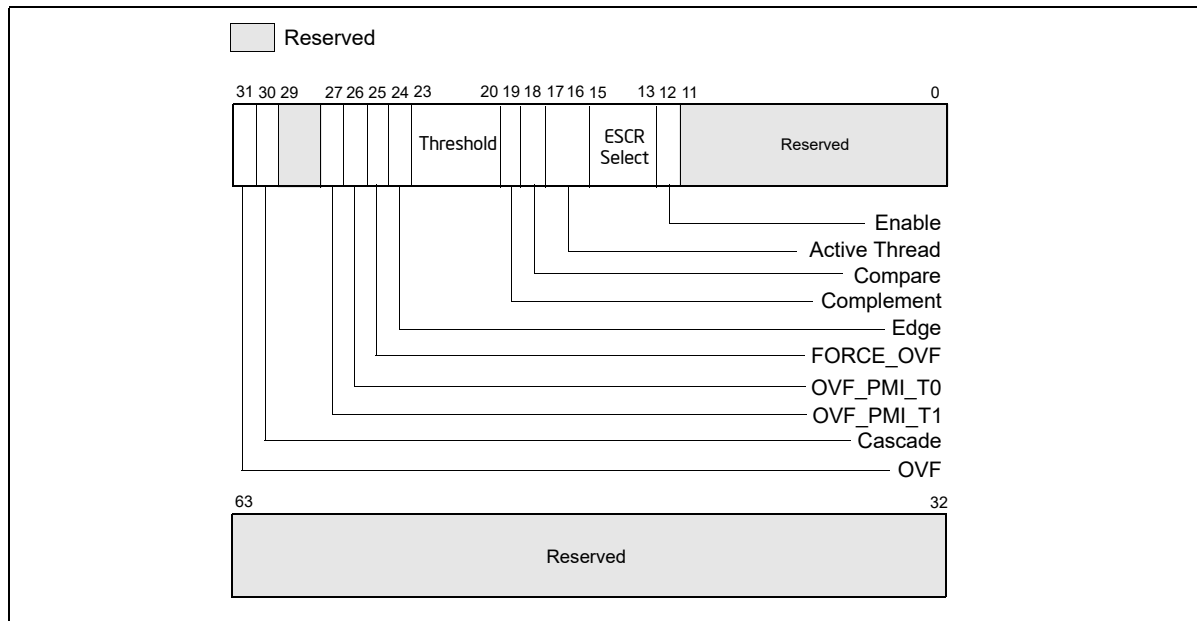 Reserved
31 30 29 27 26 25 24 23 20 19 18 17 16 15 13 12 11 0
Threshold ESCR Select Reserved
Enable
Active Thread
Compare
Complement
Edge
FORCE_OVF
OVF_PMI_T0
OVF_PMI_T1
Cascade
OVF
63 32
Reserved